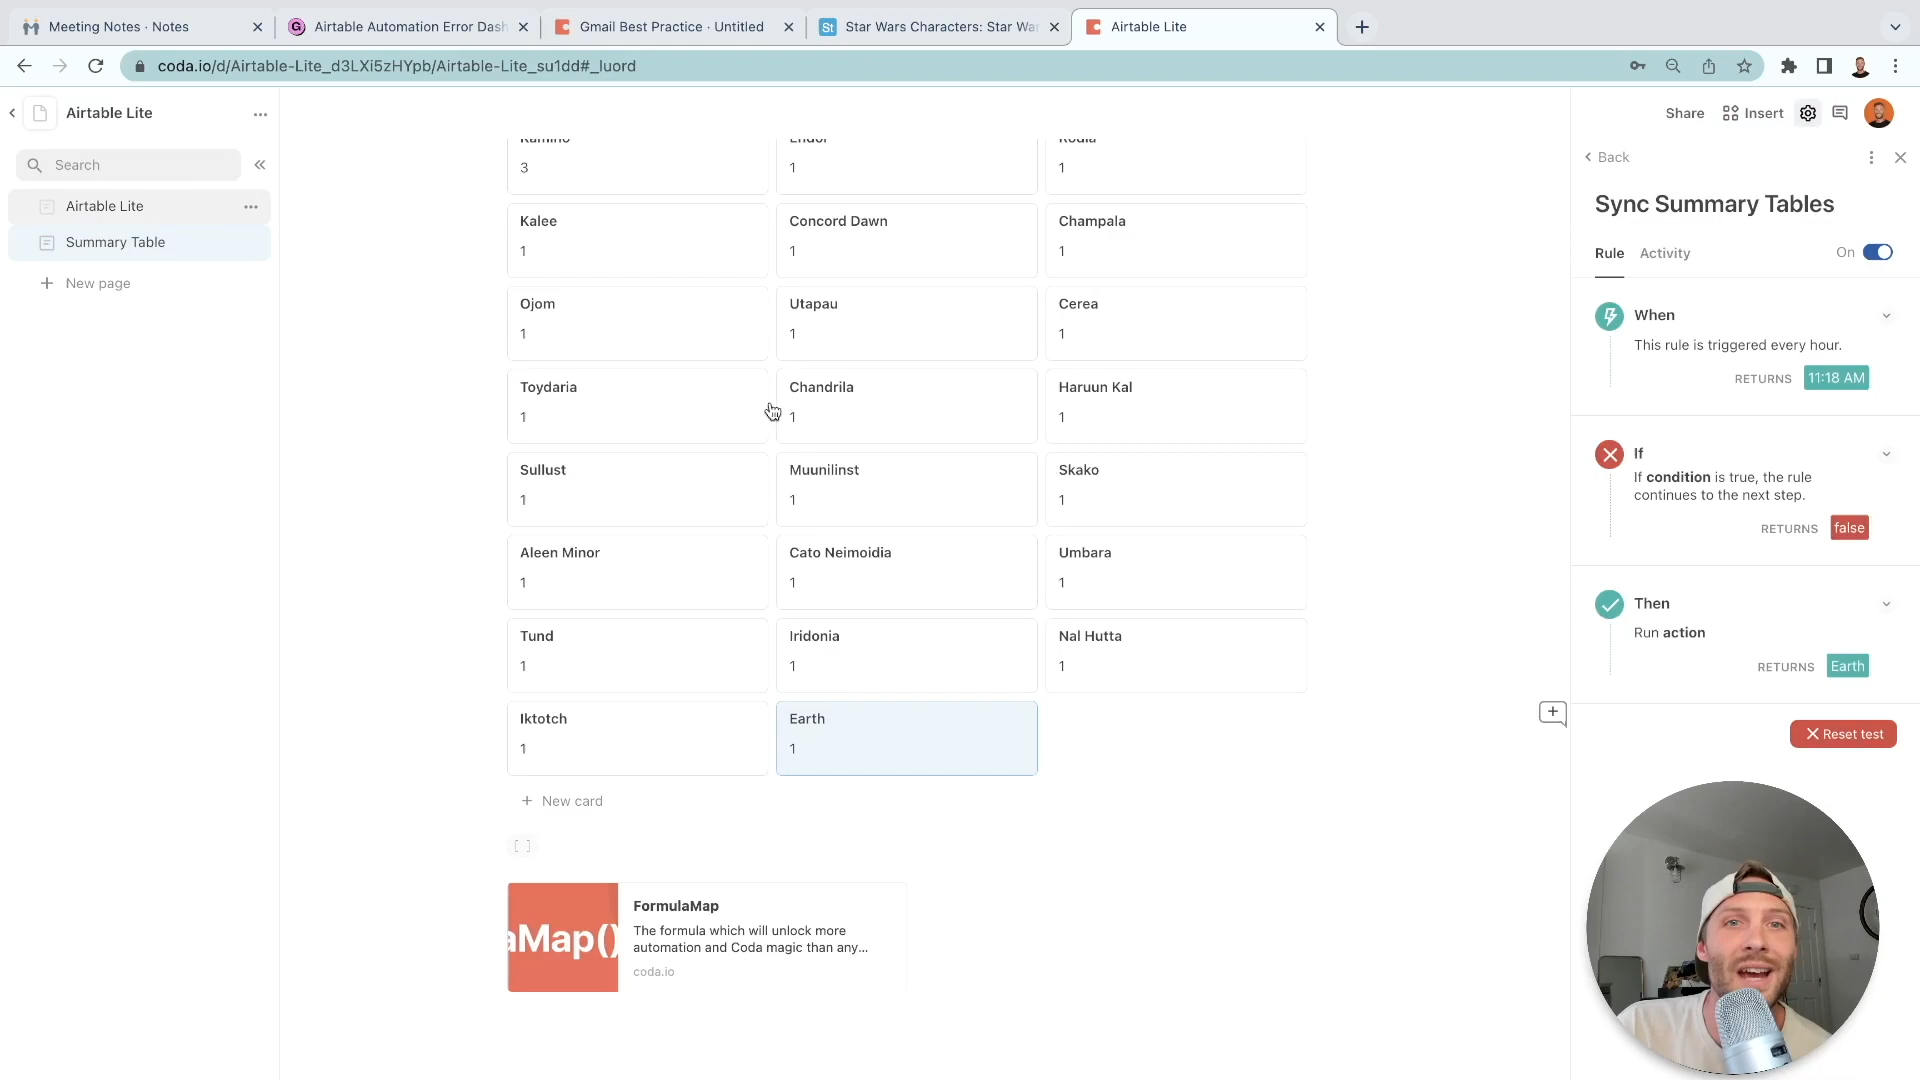 Meeting Notes · Notes
Airtable Automation Error Dash
Gmail Best Practice · Untitled
St
Star Wars Characters: Star Wa
Airtable Lite
coda.io/d/Airtable-Lite_d3LXi5zHYpb/Airtable-Lite_su1dd#_luord
Airtable Lite
Search
Airtable Lite
Summary Table
New page
Kamino
3
Endor
1
Rodia
1
Kalee
1
Concord Dawn
1
Champala
1
Ojom
1
Utapau
1
Cerea
1
Toydaria
1
Chandrila
1
Haruun Kal
1
Sullust
1
Muunilinst
1
Skako
1
Aleen Minor
1
Cato Neimoidia
1
Umbara
1
Tund
1
Iridonia
1
Nal Hutta
1
Iktotch
1
Earth
1
+ New card
[ ]
aMap()
FormulaMap
The formula which will unlock more
automation and Coda magic than any...
coda.io
Share
Insert
Back
Sync Summary Tables
Rule
Activity
On
When
This rule is triggered every hour.
RETURNS 11:18 AM
If
If condition is true, the rule
continues to the next step.
RETURNS false
Then
Run action
RETURNS Earth
Reset test